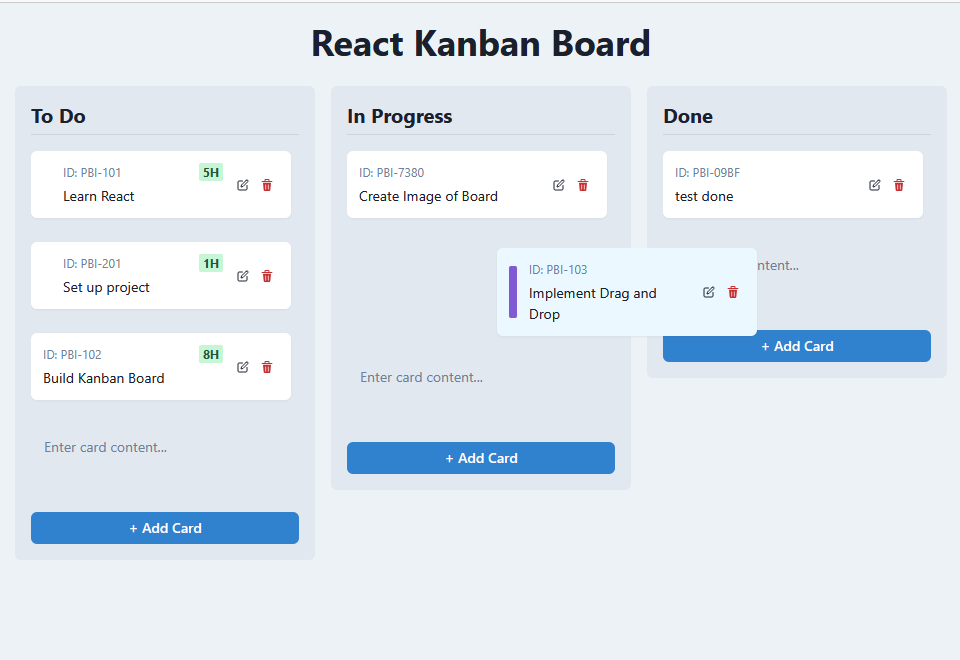 React Kanban Board
To Do
ID: PBI-101
5H
Learn React
ID: PBI-201
1H
Set up project
ID: PBI-102
8H
Build Kanban Board
Enter card content...
+ Add Card
In Progress
ID: PBI-7380
Create Image of Board
ID: PBI-103
Implement Drag and
Drop
Enter card content...
+ Add Card
Done
ID: PBI-09BF
test done
content...
+ Add Card